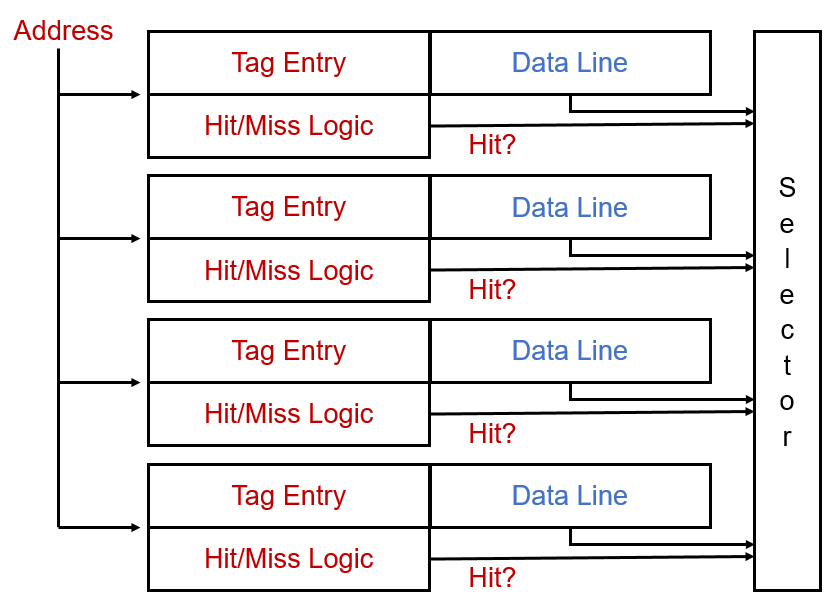 Address
Tag Entry
Data Line
Hit/Miss Logic
Hit?
Tag Entry
Data Line
Hit/Miss Logic
Hit?
Tag Entry
Data Line
Hit/Miss Logic
Hit?
Tag Entry
Data Line
Hit/Miss Logic
Hit?
Selector